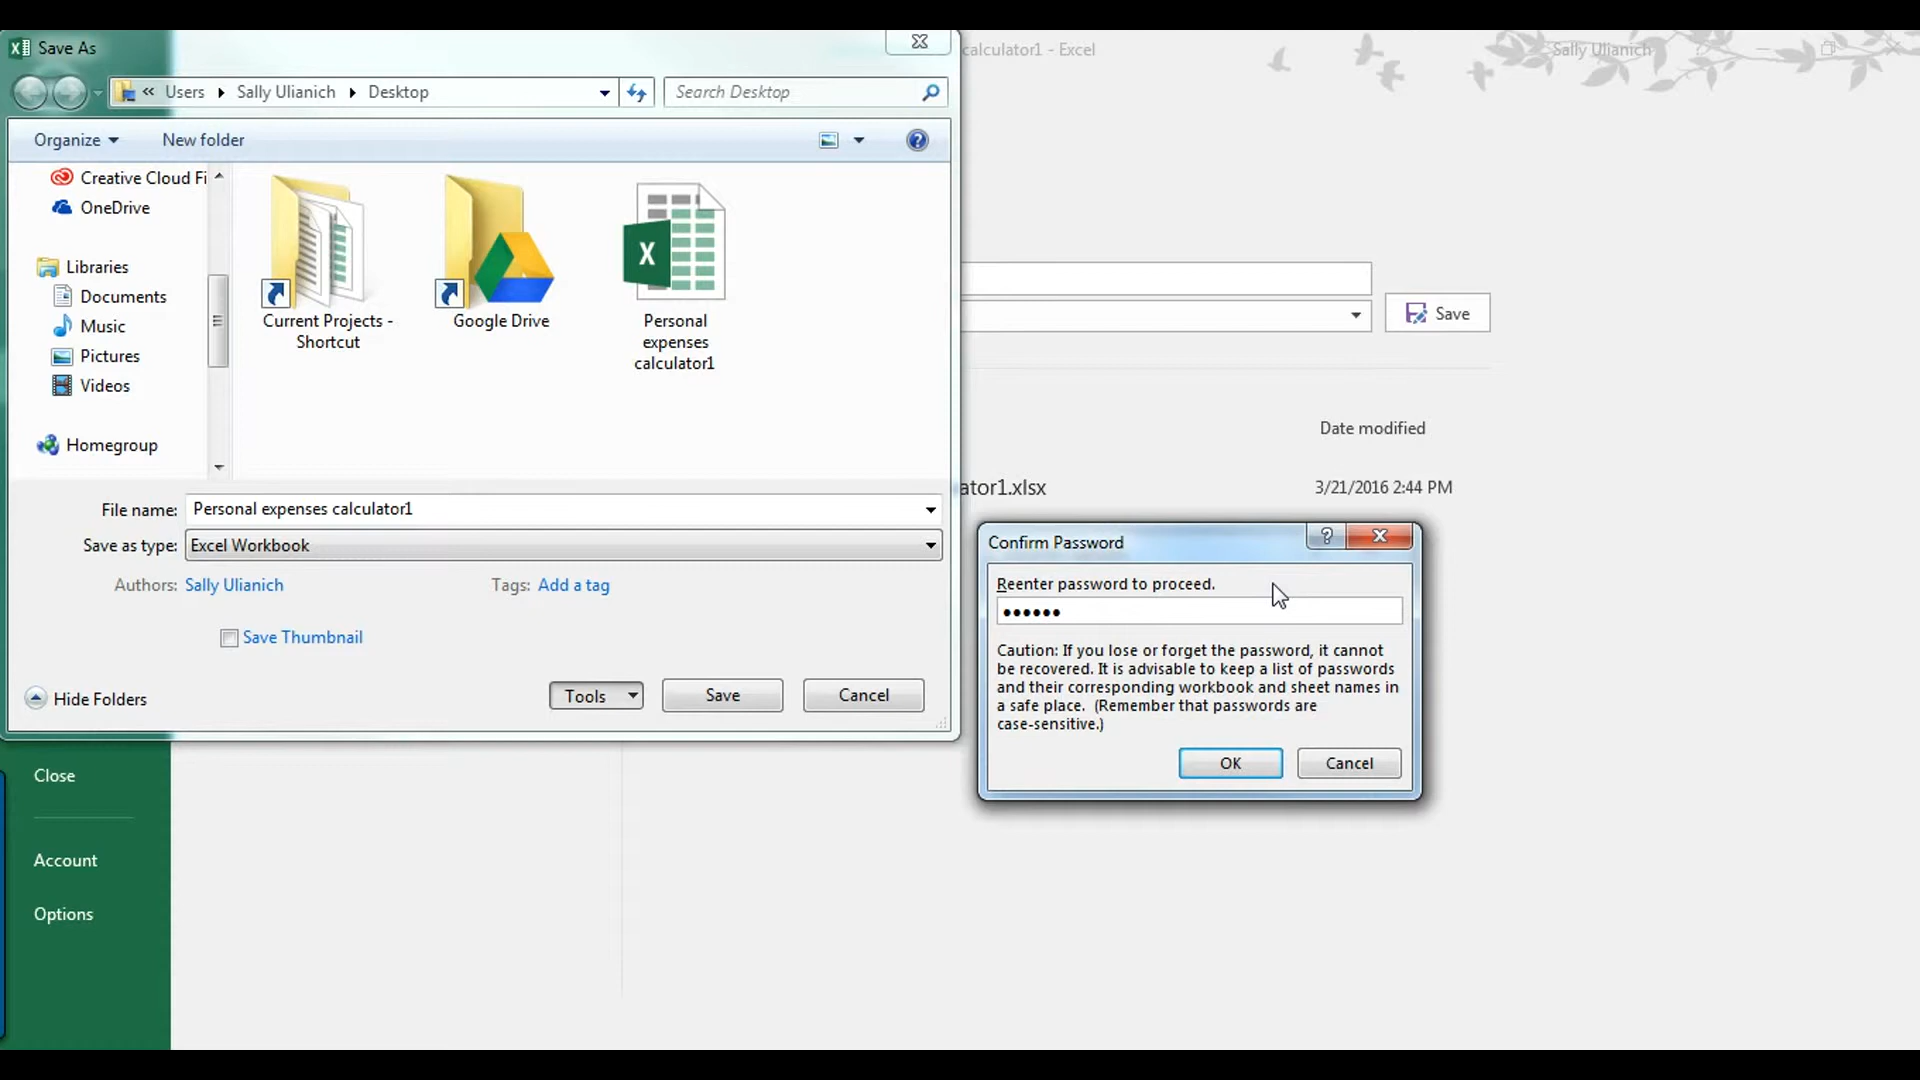 Save As
calculator1 - Excel
Sally Ulianich
« Users ▸ Sally Ulianich ▸ Desktop
Search Desktop
Organize
New folder
Creative Cloud Fi
OneDrive
Libraries
Documents
Music
Pictures
Videos
Homegroup
Current Projects -
Shortcut
Google Drive
Personal
expenses
calculator1
Save
Date modified
ator1.xlsx
3/21/2016 2:44 PM
File name: Personal expenses calculator1
Save as type: Excel Workbook
Authors: Sally Ulianich
Tags: Add a tag
Save Thumbnail
Hide Folders
Tools
Save
Cancel
Confirm Password
Reenter password to proceed.
••••••
Caution: If you lose or forget the password, it cannot
be recovered. It is advisable to keep a list of passwords
and their corresponding workbook and sheet names in
a safe place. (Remember that passwords are
case-sensitive.)
OK
Cancel
Close
Account
Options